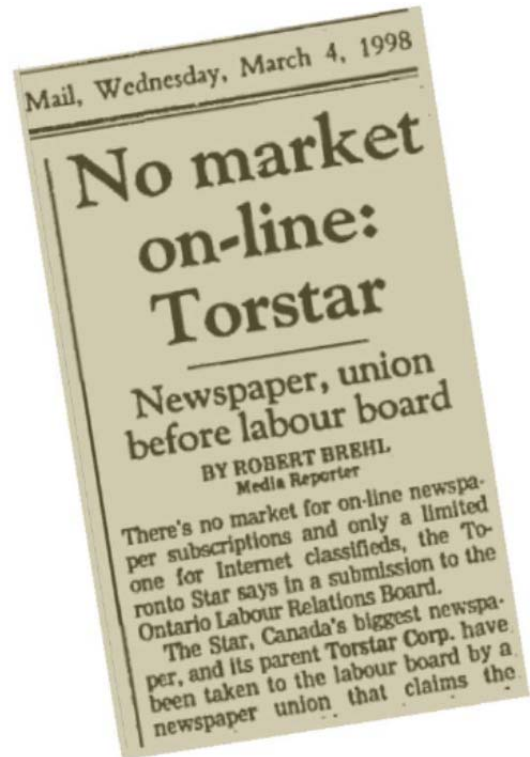 Mail, Wednesday, March 4, 1998
No market
on-line:
Torstar
Newspaper, union
before labour board
BY ROBERT BREHL
Media Reporter
There's no market for on-line newspa-
per subscriptions and only a limited
one for Internet classifieds, the To-
ronto Star says in a submission to the
Ontario Labour Relations Board.
The Star, Canada's biggest newspa-
per, and its parent Torstar Corp. have
been taken to the labour board by a
newspaper union that claims the